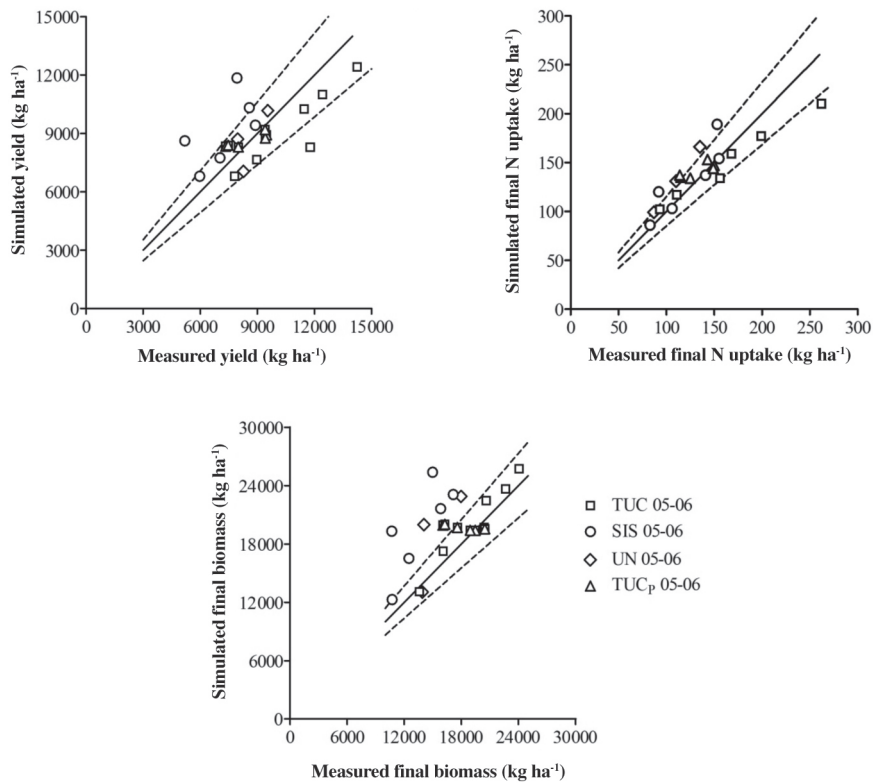 15000
12000
9000
6000
3000
0
0 3000 6000 9000 12000 15000
Simulated yield (kg ha⁻¹)
Measured yield (kg ha⁻¹)
300
250
200
150
100
50
0
0 50 100 150 200 250 300
Simulated final N uptake (kg ha⁻¹)
Measured final N uptake (kg ha⁻¹)
30000
24000
18000
12000
6000
0
0 6000 12000 18000 24000 30000
Simulated final biomass (kg ha⁻¹)
Measured final biomass (kg ha⁻¹)
TUC 05-06
SIS 05-06
UN 05-06
TUCP 05-06